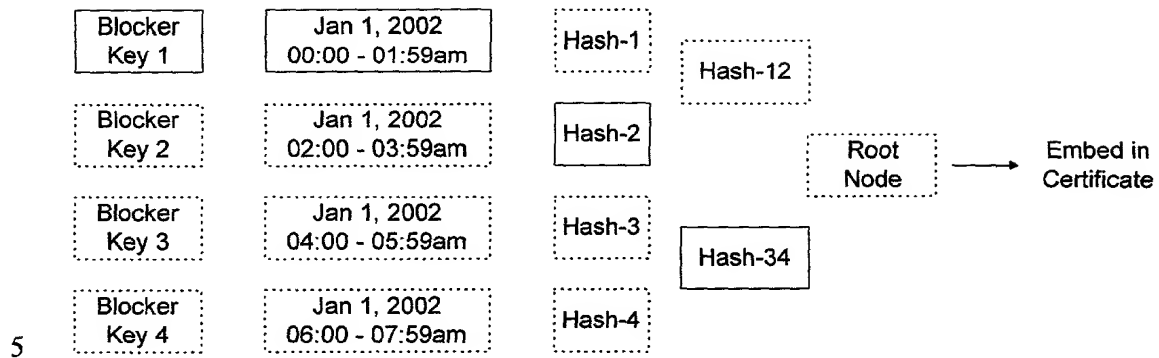 Blocker
Key 1
Jan 1, 2002
00:00 - 01:59am
Hash-1
Hash-12
Blocker
Key 2
Jan 1, 2002
02:00 - 03:59am
Hash-2
Root
Node
Embed in
Certificate
Blocker
Key 3
Jan 1, 2002
04:00 - 05:59am
Hash-3
Hash-34
Blocker
Key 4
Jan 1, 2002
06:00 - 07:59am
Hash-4
5